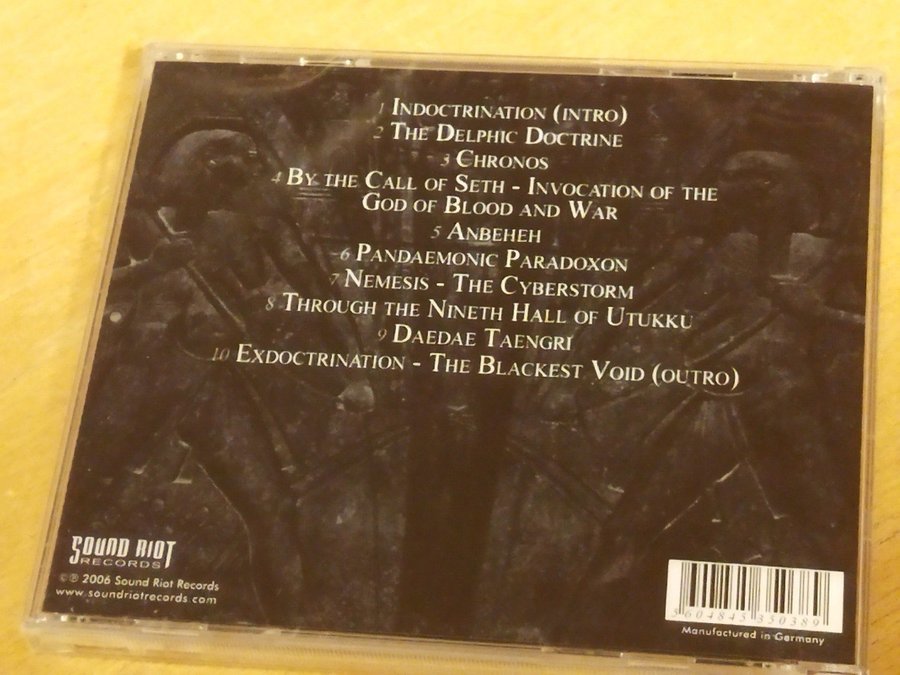 1 Indoctrination (intro)
2 The Delphic Doctrine
3 Chronos
4 By the Call of Seth - Invocation of the
God of Blood and War
5 Anbeheh
6 Pandaemonic Paradoxon
7 Nemesis - The Cyberstorm
8 Through the Nineth Hall of Utukku
9 Daedae Taengri
10 Exdoctrination - The Blackest Void (outro)
SOUND RIOT
RECORDS
©℗ 2006 Sound Riot Records
www.soundriotrecords.com
5604845350389
Manufactured in Germany